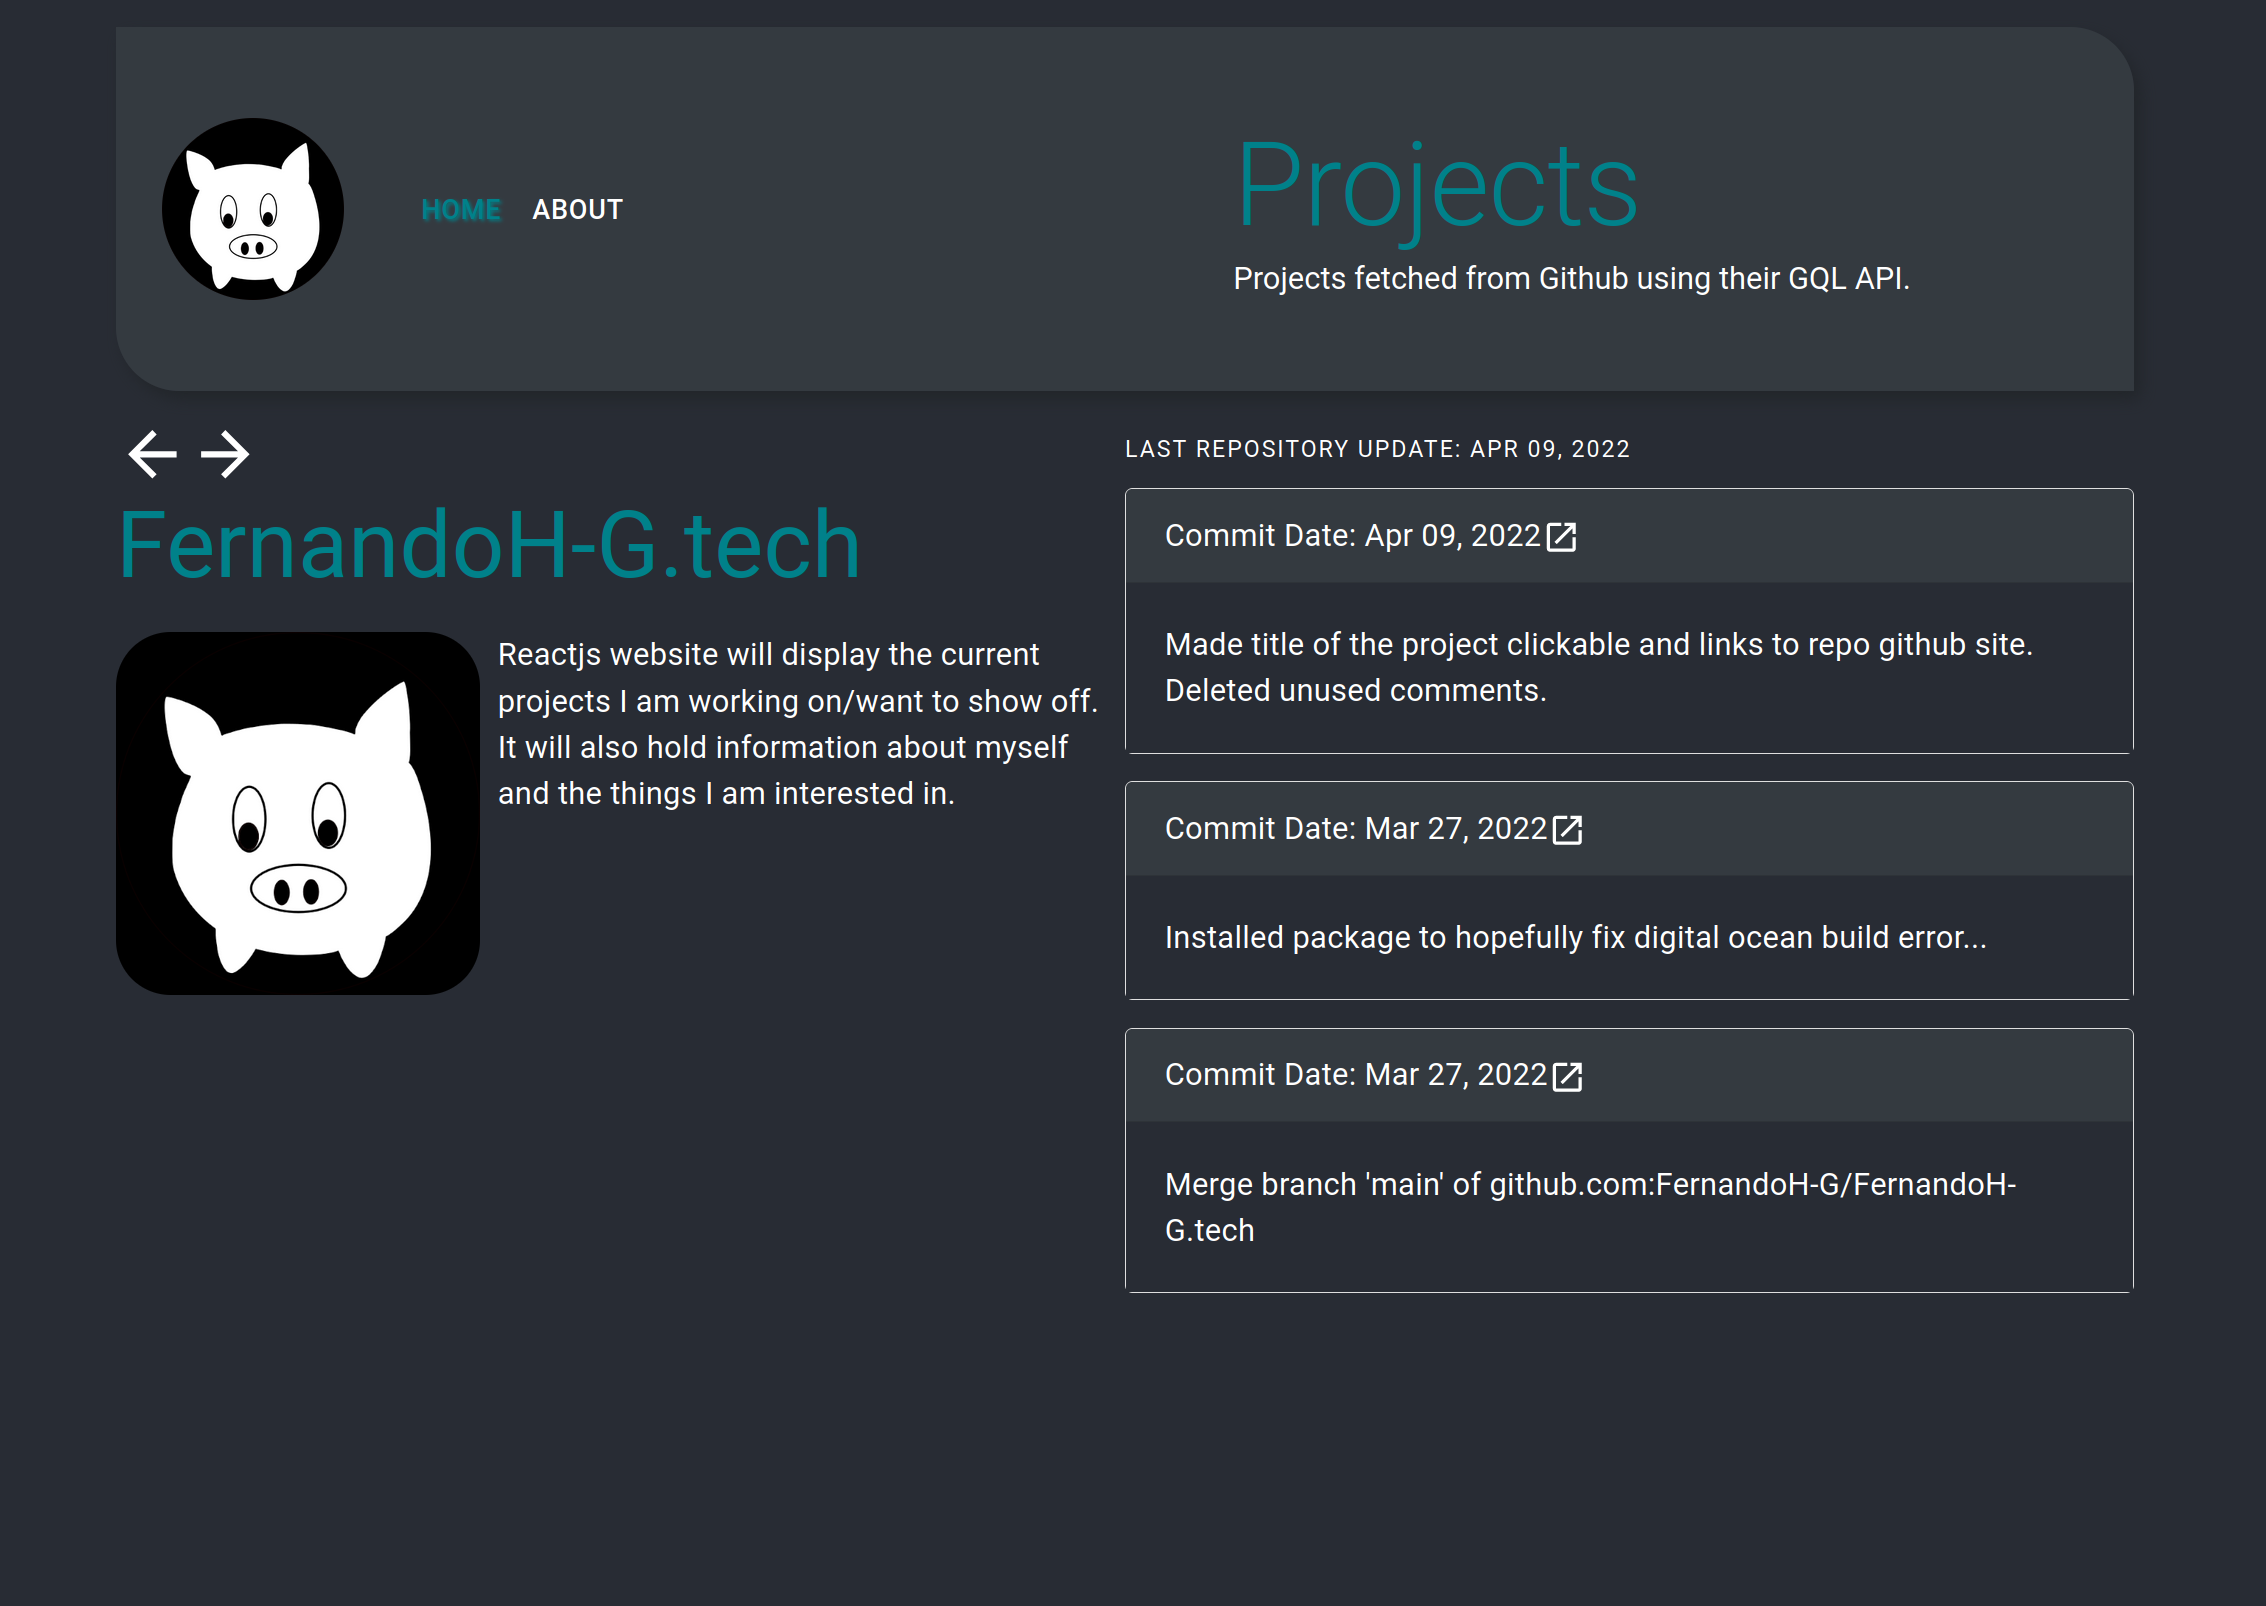 HOME ABOUT
Projects
Projects fetched from Github using their GQL API.
FernandoH-G.tech
Reactjs website will display the current
projects I am working on/want to show off.
It will also hold information about myself
and the things I am interested in.
LAST REPOSITORY UPDATE: APR 09, 2022
Commit Date: Apr 09, 2022
Made title of the project clickable and links to repo github site.
Deleted unused comments.
Commit Date: Mar 27, 2022
Installed package to hopefully fix digital ocean build error...
Commit Date: Mar 27, 2022
Merge branch 'main' of github.com:FernandoH-G/FernandoH-
G.tech